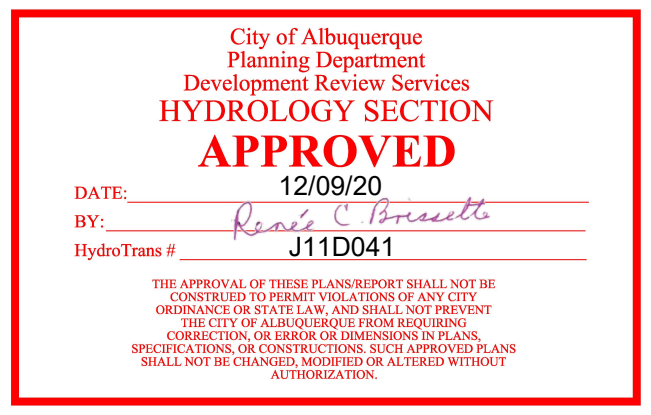 City of Albuquerque
Planning Department
Development Review Services
HYDROLOGY SECTION
APPROVED
DATE: 12/09/20
BY: Renée C. Brissette
HydroTrans # J11D041
THE APPROVAL OF THESE PLANS/REPORT SHALL NOT BE
CONSTRUED TO PERMIT VIOLATIONS OF ANY CITY
ORDINANCE OR STATE LAW, AND SHALL NOT PREVENT
THE CITY OF ALBUQUERQUE FROM REQUIRING
CORRECTION, OR ERROR OR DIMENSIONS IN PLANS,
SPECIFICATIONS, OR CONSTRUCTIONS. SUCH APPROVED PLANS
SHALL NOT BE CHANGED, MODIFIED OR ALTERED WITHOUT
AUTHORIZATION.